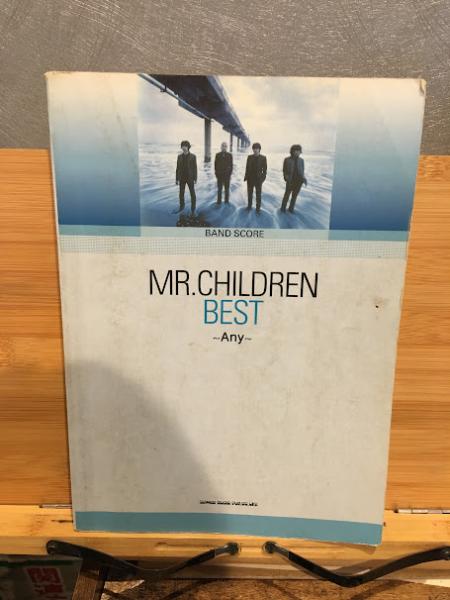 BAND SCORE
MR.CHILDREN
BEST
~Any~